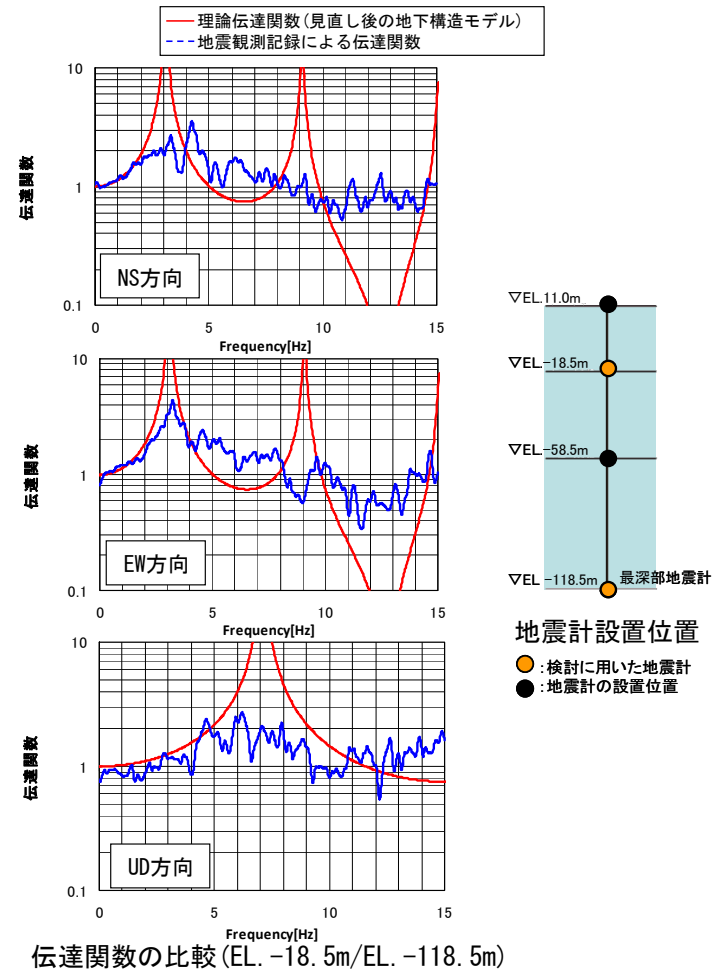 理論伝達関数(見直し後の地下構造モデル)
地震観測記録による伝達関数
10
1
0.1
伝達関数
NS方向
0 5 10 15
Frequency[Hz]
10
1
0.1
伝達関数
EW方向
0 5 10 15
Frequency[Hz]
10
1
0.1
伝達関数
UD方向
0 5 10 15
Frequency[Hz]
▽EL.11.0m
▽EL.-18.5m
▽EL.-58.5m
▽EL -118.5m 最深部地震計
地震計設置位置
:検討に用いた地震計
:地震計の設置位置
伝達関数の比較(EL.-18.5m/EL.-118.5m)